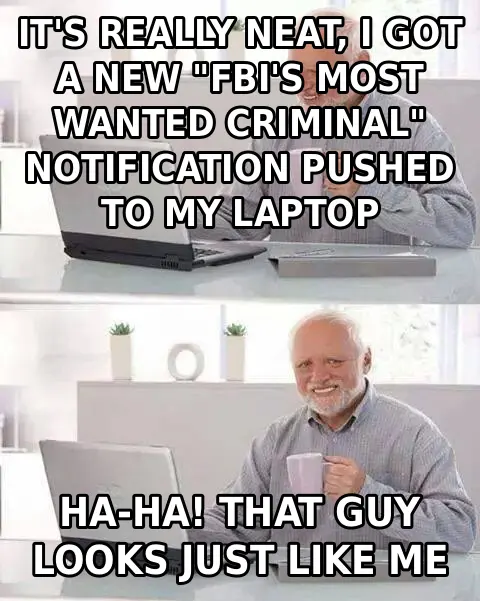 IT'S REALLY NEAT, I GOT
A NEW "FBI'S MOST
WANTED CRIMINAL"
NOTIFICATION PUSHED
TO MY LAPTOP
HA-HA! THAT GUY
LOOKS JUST LIKE ME